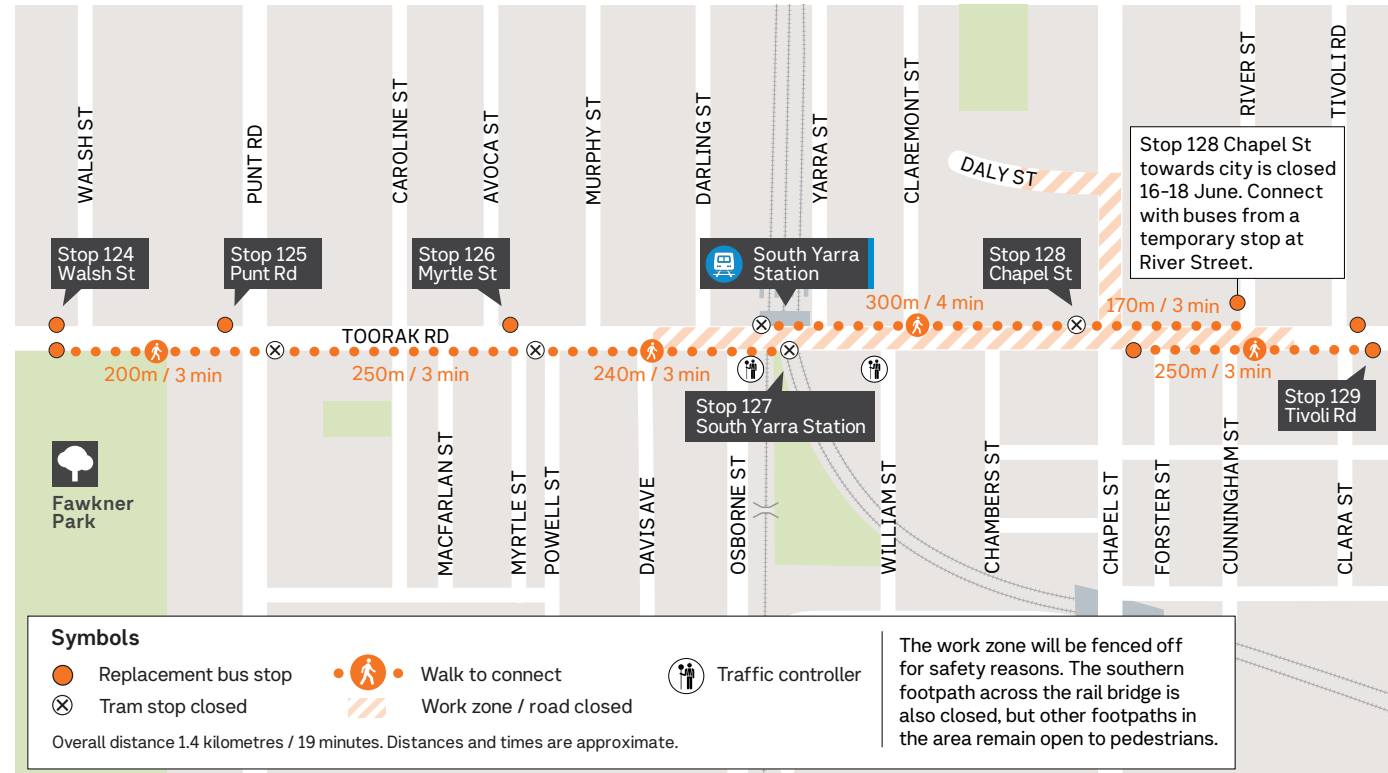 WALSH ST
PUNT RD
CAROLINE ST
AVOCA ST
MURPHY ST
DARLING ST
YARRA ST
CLAREMONT ST
DALY ST
RIVER ST
TIVOLI RD
Stop 128 Chapel St
towards city is closed
16–18 June. Connect
with buses from a
temporary stop at
River Street.
Stop 124
Walsh St
Stop 125
Punt Rd
Stop 126
Myrtle St
South Yarra
Station
Stop 128
Chapel St
300m / 4 min
170m / 3 min
TOORAK RD
200m / 3 min
250m / 3 min
240m / 3 min
250m / 3 min
Stop 127
South Yarra Station
Stop 129
Tivoli Rd
Fawkner
Park
MACFARLAN ST
MYRTLE ST
POWELL ST
DAVIS AVE
OSBORNE ST
WILLIAM ST
CHAMBERS ST
CHAPEL ST
FORSTER ST
CUNNINGHAM ST
CLARA ST
Symbols
Replacement bus stop
Walk to connect
Traffic controller
Tram stop closed
Work zone / road closed
Overall distance 1.4 kilometres / 19 minutes. Distances and times are approximate.
The work zone will be fenced off
for safety reasons. The southern
footpath across the rail bridge is
also closed, but other footpaths in
the area remain open to pedestrians.